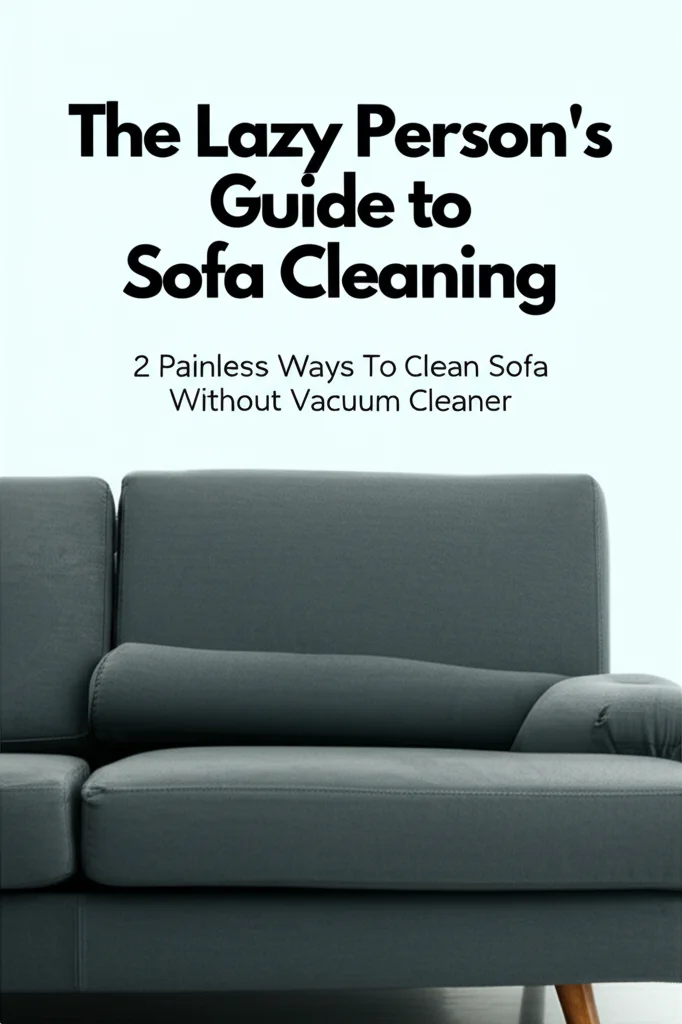 The Lazy Person's
Guide to
Sofa Cleaning
2 Painless Ways To Clean Sofa
Without Vacuum Cleaner